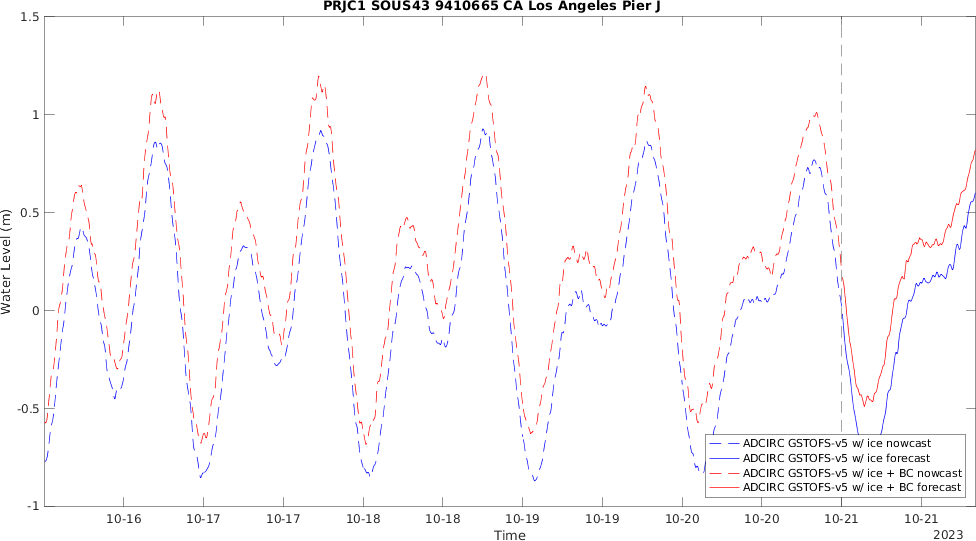 PRJC1 SOUS43 9410665 CA Los Angeles Pier J
1.5
1
0.5
0
-0.5
-1
Water Level (m)
10-16 10-17 10-17 10-18 10-18 10-19 10-19 10-20 10-20 10-21 10-21
Time
2023
ADCIRC GSTOFS-v5 w/ ice nowcast
ADCIRC GSTOFS-v5 w/ ice forecast
ADCIRC GSTOFS-v5 w/ ice + BC nowcast
ADCIRC GSTOFS-v5 w/ ice + BC forecast